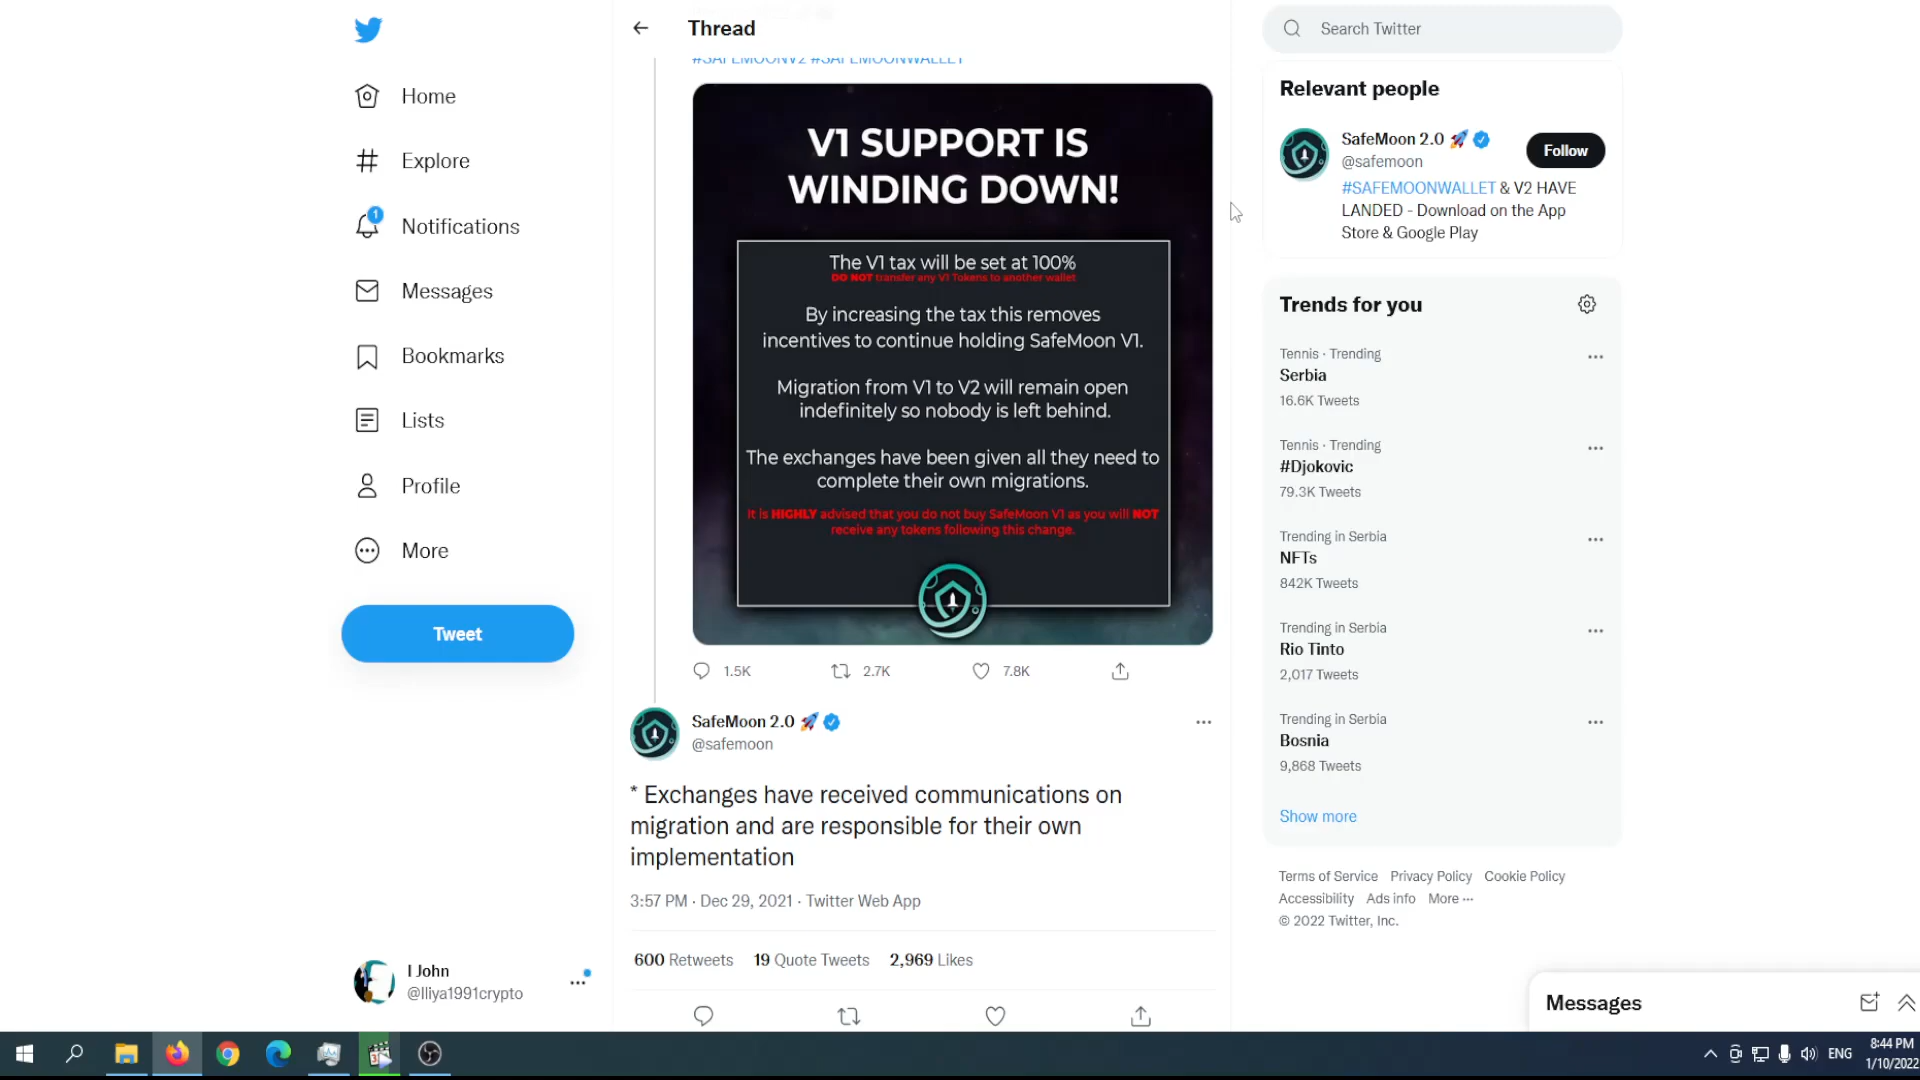 Home
Explore
1
Notifications
Messages
Bookmarks
Lists
Profile
More
Tweet
I John
@Iliya1991crypto
Thread
#SAFEMOONV2 #SAFEMOONWALLET
V1 SUPPORT IS
WINDING DOWN!
The V1 tax will be set at 100%
DO NOT transfer any V1 Tokens to another wallet
By increasing the tax this removes
incentives to continue holding SafeMoon V1.
Migration from V1 to V2 will remain open
indefinitely so nobody is left behind.
The exchanges have been given all they need to
complete their own migrations.
It is HIGHLY advised that you do not buy SafeMoon V1 as you will NOT
receive any tokens following this change.
1.5K 2.7K 7.8K
SafeMoon 2.0 🚀
@safemoon
* Exchanges have received communications on
migration and are responsible for their own
implementation
3:57 PM · Dec 29, 2021 · Twitter Web App
600 Retweets 19 Quote Tweets 2,969 Likes
Search Twitter
Relevant people
SafeMoon 2.0 🚀
@safemoon
Follow
#SAFEMOONWALLET & V2 HAVE
LANDED - Download on the App
Store & Google Play
Trends for you
Tennis · Trending
Serbia
16.6K Tweets
Tennis · Trending
#Djokovic
79.3K Tweets
Trending in Serbia
NFTs
842K Tweets
Trending in Serbia
Rio Tinto
2,017 Tweets
Trending in Serbia
Bosnia
9,868 Tweets
Show more
Terms of Service Privacy Policy Cookie Policy
Accessibility Ads info More ···
© 2022 Twitter, Inc.
Messages
ENG
8:44 PM
1/10/2022